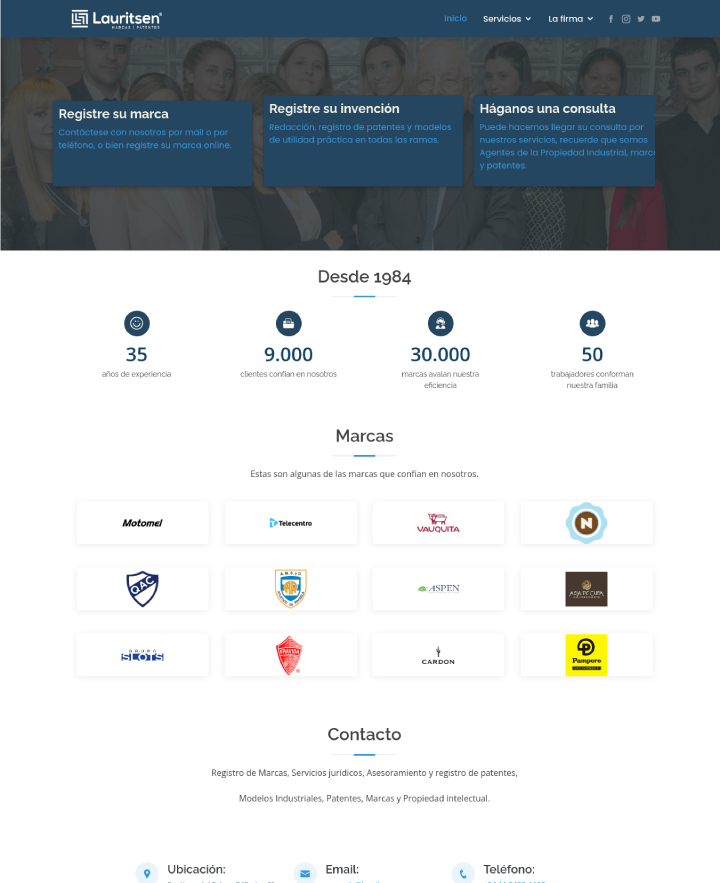 Lauritsen®
MARCAS | PATENTES
Inicio
Servicios
La firma
Registre su marca
Contáctese con nosotros por mail o por
teléfono, o bien registre su marca online.
Registre su invención
Redacción, registro de patentes y modelos
de utilidad práctica en todas las ramas.
Háganos una consulta
Puede hacernos llegar su consulta por
nuestros servicios, recuerde que somos
Agentes de la Propiedad Industrial, marc
y patentes.
Desde 1984
35
años de experiencia
9.000
clientes confían en nosotros
30.000
marcas avalan nuestra
eficiencia
50
trabajadores conforman
nuestra familia
Marcas
Estas son algunas de las marcas que confían en nosotros.
Motomel
Telecentro
VAUQUITA
N
QAC
ASPEN
GRUPO
SLOTS
CARDON
Pampero
Contacto
Registro de Marcas, Servicios jurídicos, Asesoramiento y registro de patentes,
Modelos Industriales, Patentes, Marcas y Propiedad intelectual.
Ubicación:
Email:
Teléfono: